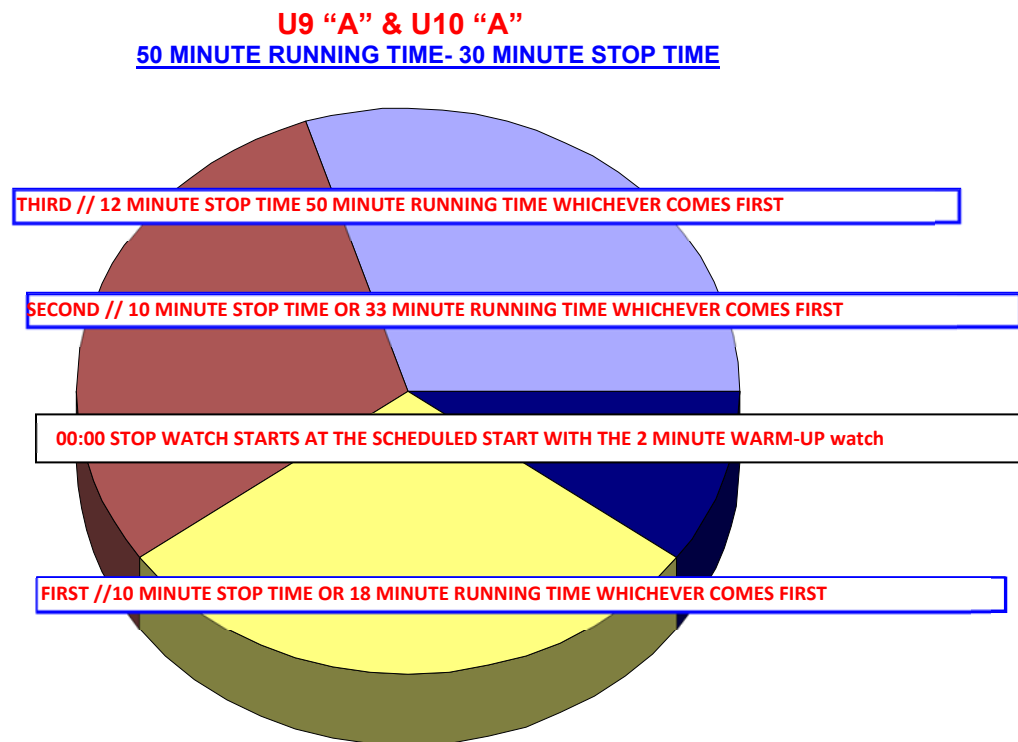 U9 “A” & U10 “A”
50 MINUTE RUNNING TIME- 30 MINUTE STOP TIME
THIRD // 12 MINUTE STOP TIME 50 MINUTE RUNNING TIME WHICHEVER COMES FIRST
SECOND // 10 MINUTE STOP TIME OR 33 MINUTE RUNNING TIME WHICHEVER COMES FIRST
00:00 STOP WATCH STARTS AT THE SCHEDULED START WITH THE 2 MINUTE WARM-UP watch
FIRST //10 MINUTE STOP TIME OR 18 MINUTE RUNNING TIME WHICHEVER COMES FIRST